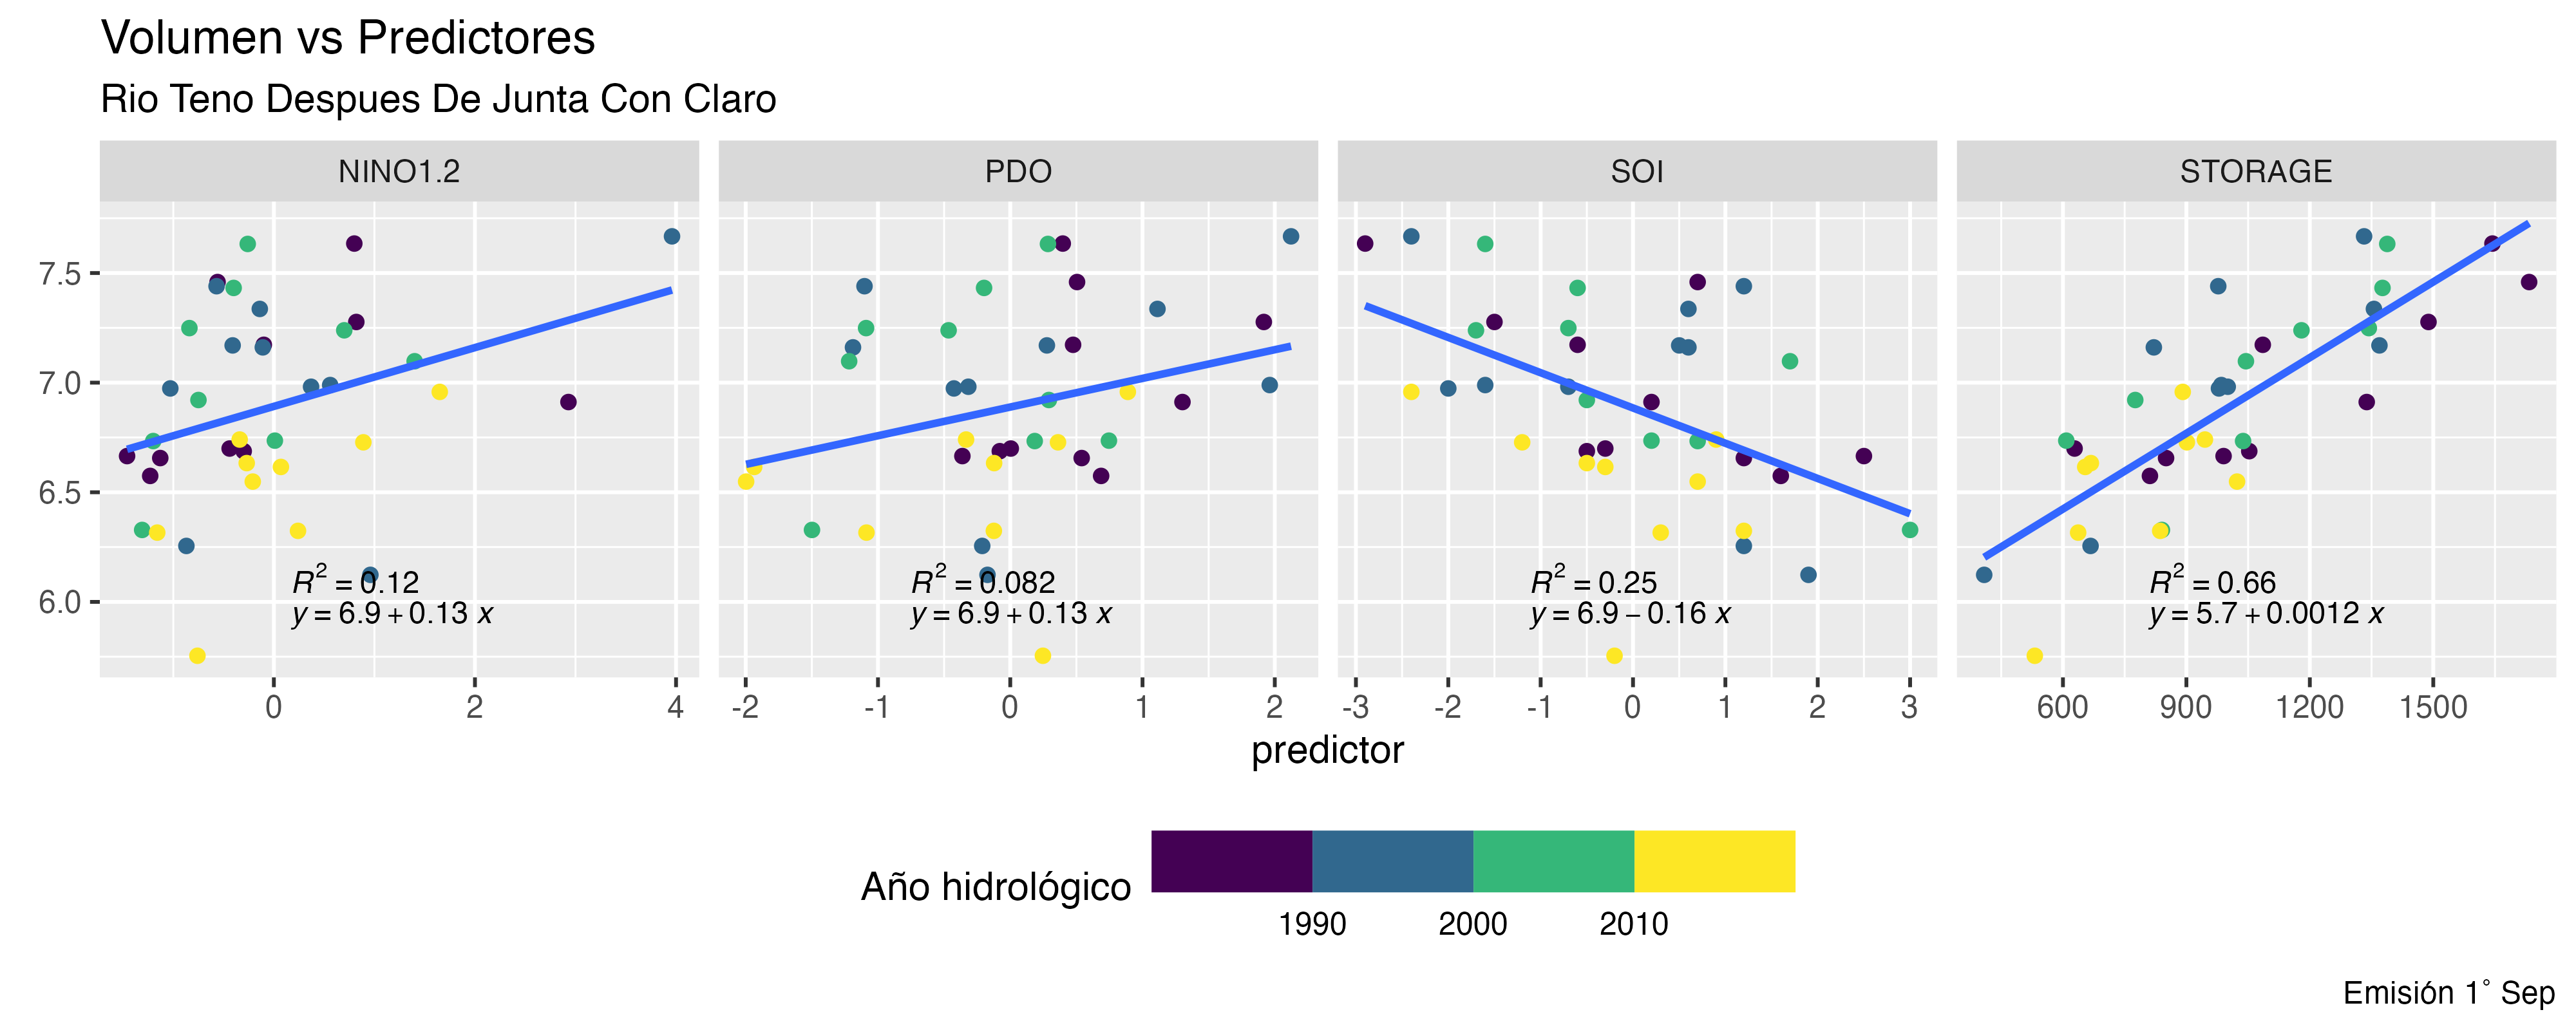 Volumen vs Predictores
Rio Teno Despues De Junta Con Claro
NINO1.2 PDO SOI STORAGE
7.5
7.0
6.5
6.0
R² = 0.12 R² = 0.082 R² = 0.25 R² = 0.66
y = 6.9 + 0.13 x y = 6.9 + 0.13 x y = 6.9 − 0.16 x y = 5.7 + 0.0012 x
0 2 4 -2 -1 0 1 2 -3 -2 -1 0 1 2 3 600 900 1200 1500
predictor
Año hidrológico
1990 2000 2010
Emisión 1° Sep